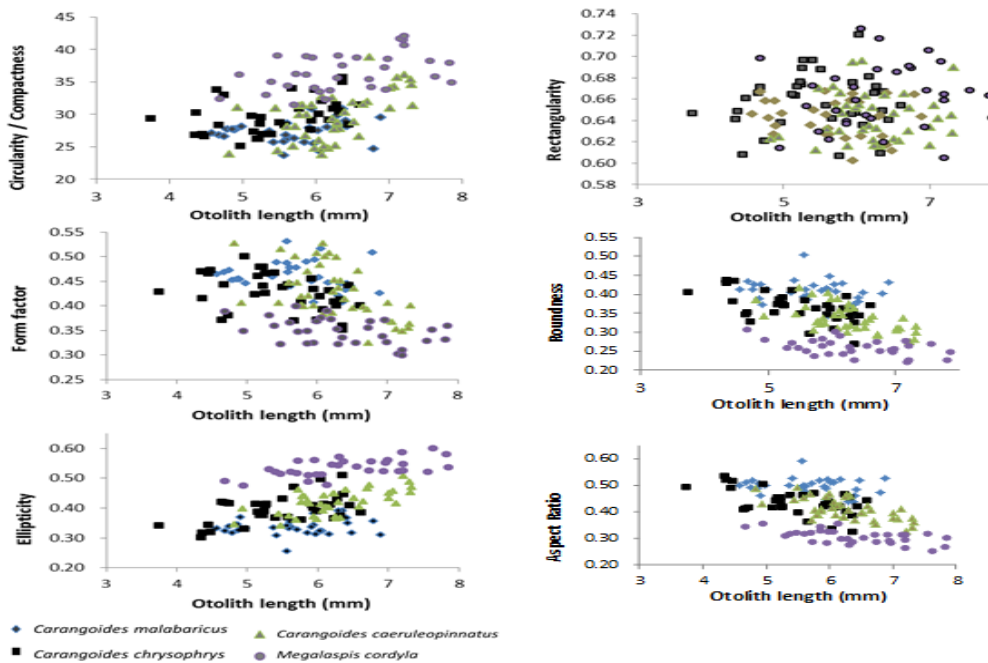 Circularity / Compactness
45
40
35
30
25
20
3 4 5 6 7 8
Otolith length (mm)
Rectangularity
0.74
0.72
0.70
0.68
0.66
0.64
0.62
0.60
0.58
3 5 7
Otolith length (mm)
Form factor
0.55
0.50
0.45
0.40
0.35
0.30
0.25
3 4 5 6 7 8
Otolith length (mm)
Roundness
0.55
0.50
0.45
0.40
0.35
0.30
0.25
0.20
3 5 7
Otolith length (mm)
Ellipticity
0.60
0.50
0.40
0.30
0.20
3 4 5 6 7 8
Otolith length (mm)
Aspect Ratio
0.60
0.50
0.40
0.30
0.20
3 4 5 6 7 8
Otolith length (mm)
Carangoides malabaricus
Carangoides caeruleopinnatus
Carangoides chrysophrys
Megalaspis cordyla